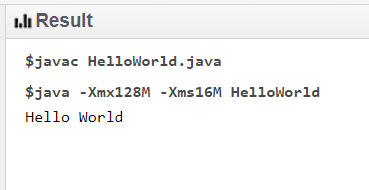 Result
$javac HelloWorld.java
$java -Xmx128M -Xms16M HelloWorld
Hello World